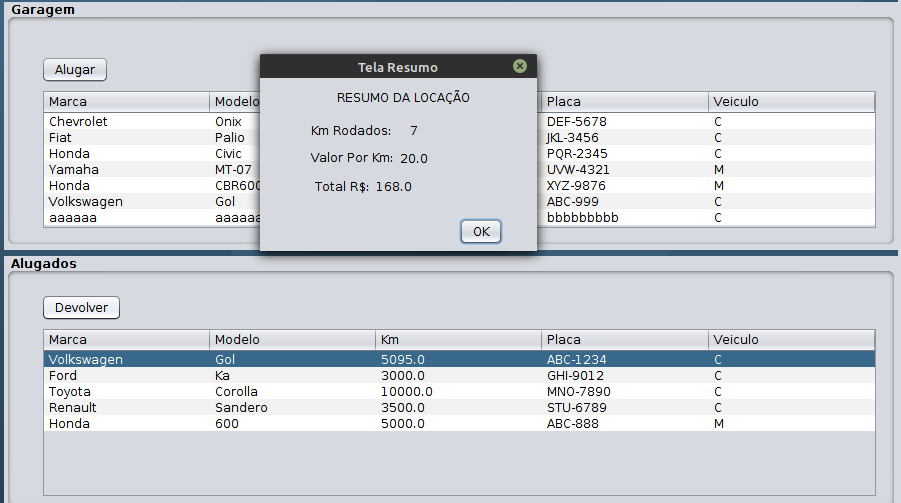 Garagem
Tela Resumo
RESUMO DA LOCAÇÃO
Km Rodados: 7
Valor Por Km: 20.0
Total R$: 168.0
OK
Alugar
Marca Modelo Placa Veiculo
Chevrolet Onix DEF-5678 C
Fiat Palio JKL-3456 C
Honda Civic PQR-2345 C
Yamaha MT-07 UVW-4321 M
Honda CBR600 XYZ-9876 M
Volkswagen Gol ABC-999 C
aaaaaa aaaaaa bbbbbbbbb C
Alugados
Devolver
Marca Modelo Km Placa Veiculo
Volkswagen Gol 5095.0 ABC-1234 C
Ford Ka 3000.0 GHI-9012 C
Toyota Corolla 10000.0 MNO-7890 C
Renault Sandero 3500.0 STU-6789 C
Honda 600 5000.0 ABC-888 M